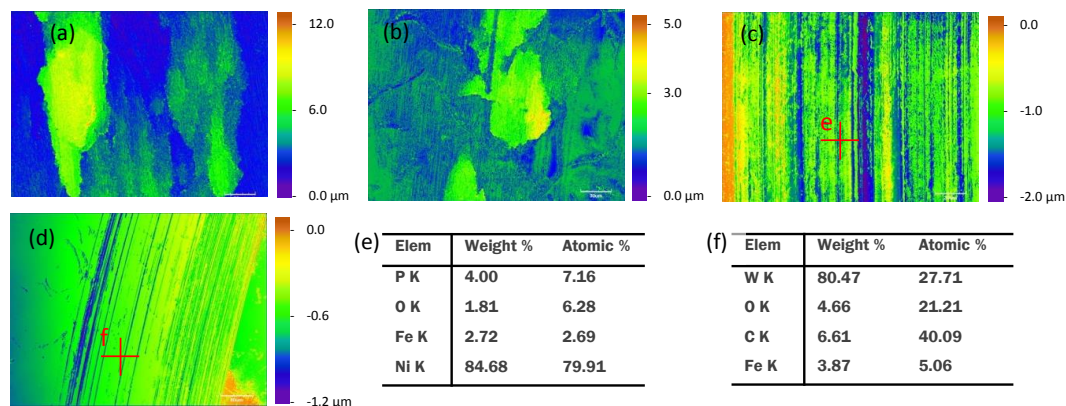 (a)
12.0
6.0
0.0 μm
(b)
5.0
3.0
0.0 μm
(c)
e
0.0
-1.0
-2.0 μm
(d)
f
0.0
-0.6
-1.2 μm
(e)
Elem Weight % Atomic %
P K 4.00 7.16
O K 1.81 6.28
Fe K 2.72 2.69
Ni K 84.68 79.91
(f)
Elem Weight % Atomic %
W K 80.47 27.71
O K 4.66 21.21
C K 6.61 40.09
Fe K 3.87 5.06